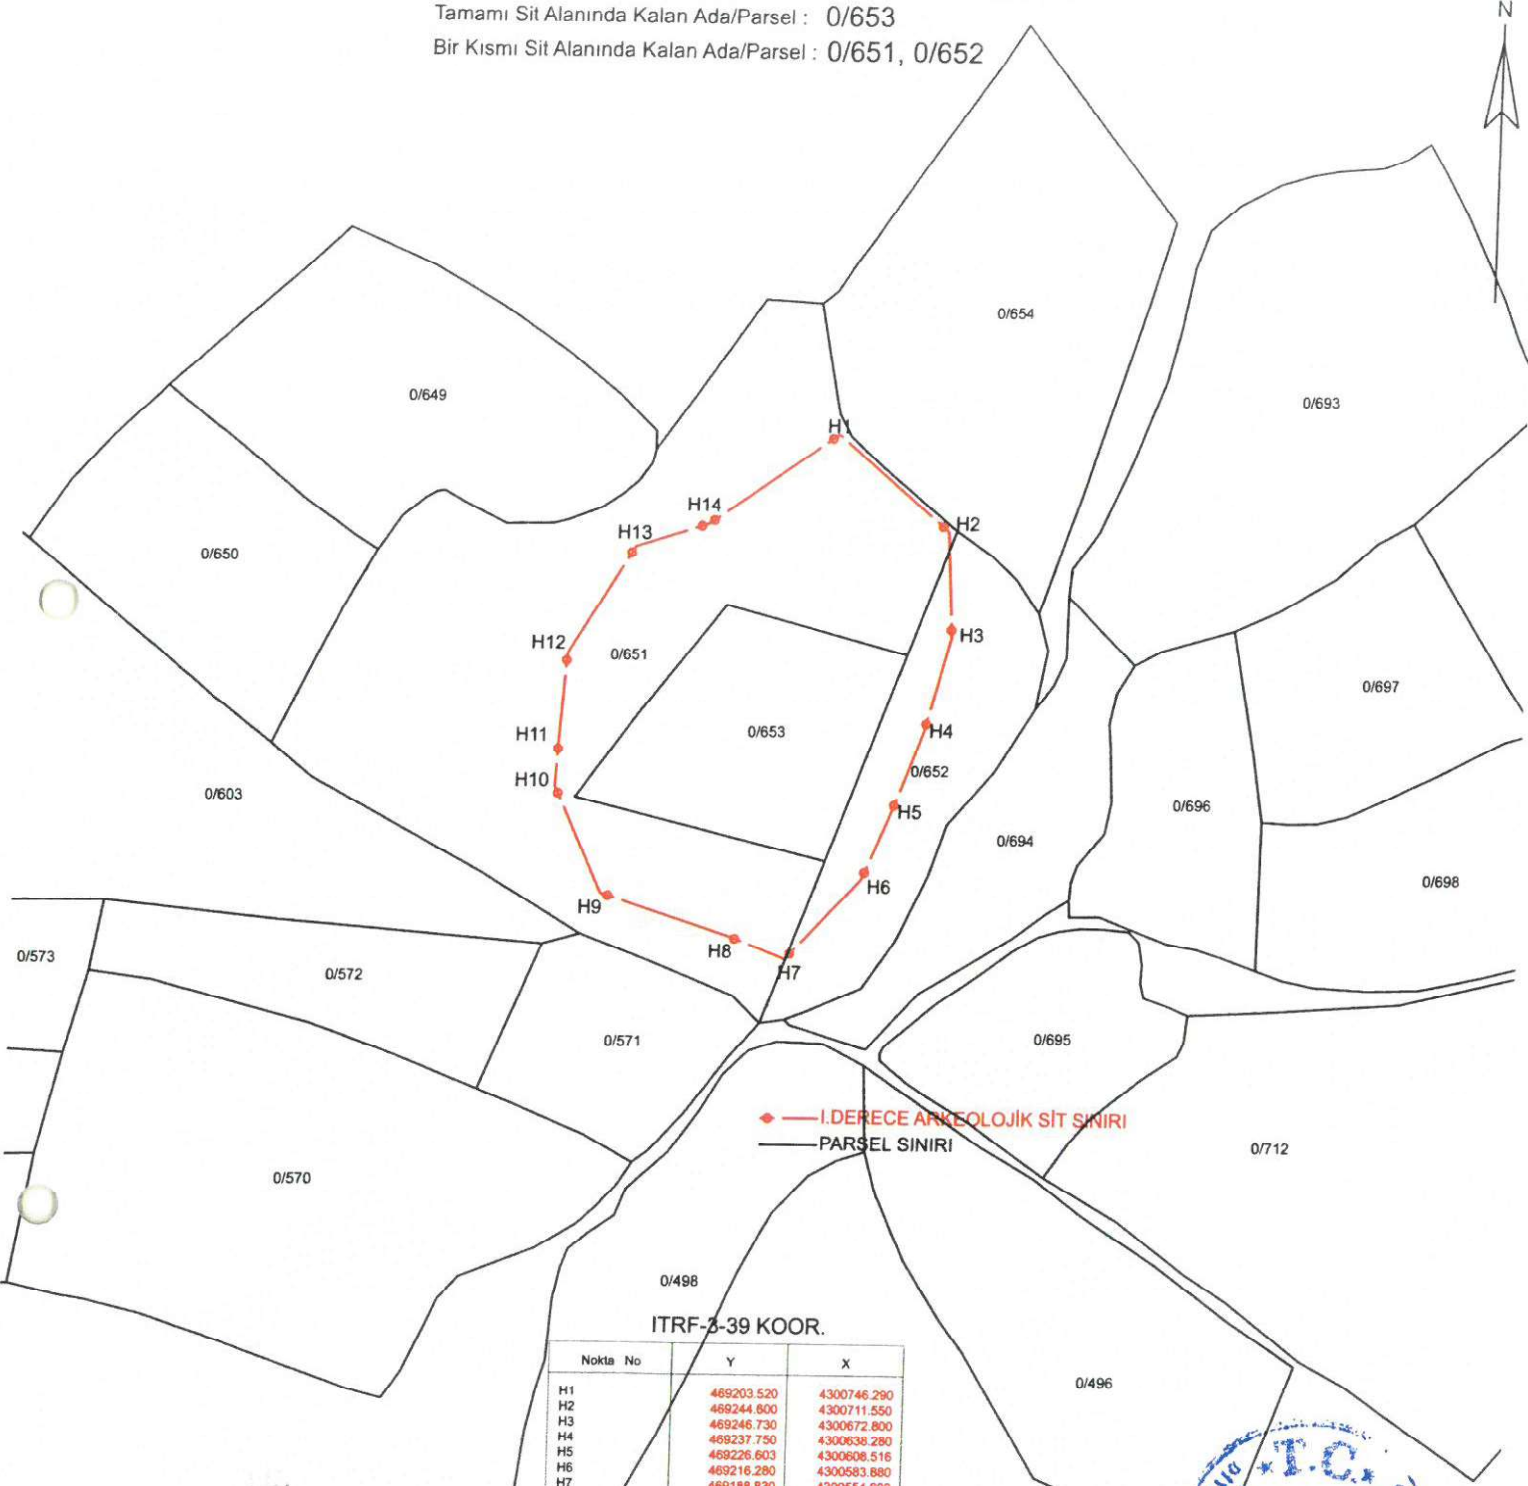 Tamamı Sit Alanında Kalan Ada/Parsel : 0/653
Bir Kısmı Sit Alanında Kalan Ada/Parsel : 0/651, 0/652
N
0/654
0/649
0/693
H1
H14
H2
H13
0/650
H3
H12
0/651
0/697
H11
0/653
H4
0/652
H10
0/603
0/696
H5
0/694
H6
0/698
H9
H8
H7
0/573
0/572
0/571
0/695
I.DERECE ARKEOLOJİK SİT SINIRI
PARSEL SINIRI
0/712
0/570
0/498
ITRF-3-39 KOOR.
Nokta No Y X
H1 469203.520 4300746.290
H2 469244.600 4300711.550
H3 469246.730 4300672.800
H4 469237.750 4300638.280
H5 469226.603 4300608.516
H6 469216.280 4300583.880
H7
0/496
T.C.